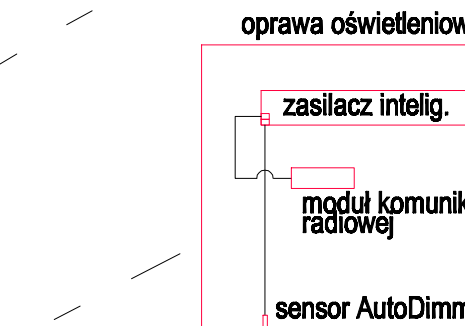 oprawa oświetleniow
zasilacz intelig.
moduł komunik
radiowej
sensor AutoDimm